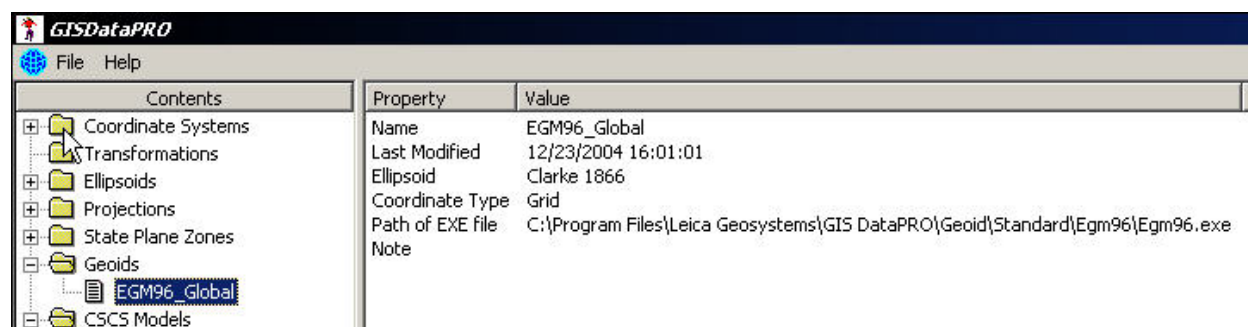 GISDataPRO
File Help
Contents
Coordinate Systems
Transformations
Ellipsoids
Projections
State Plane Zones
Geoids
EGM96_Global
CSCS Models
Property Value
Name EGM96_Global
Last Modified 12/23/2004 16:01:01
Ellipsoid Clarke 1866
Coordinate Type Grid
Path of EXE file C:\Program Files\Leica Geosystems\GIS DataPRO\Geoid\Standard\Egm96\Egm96.exe
Note